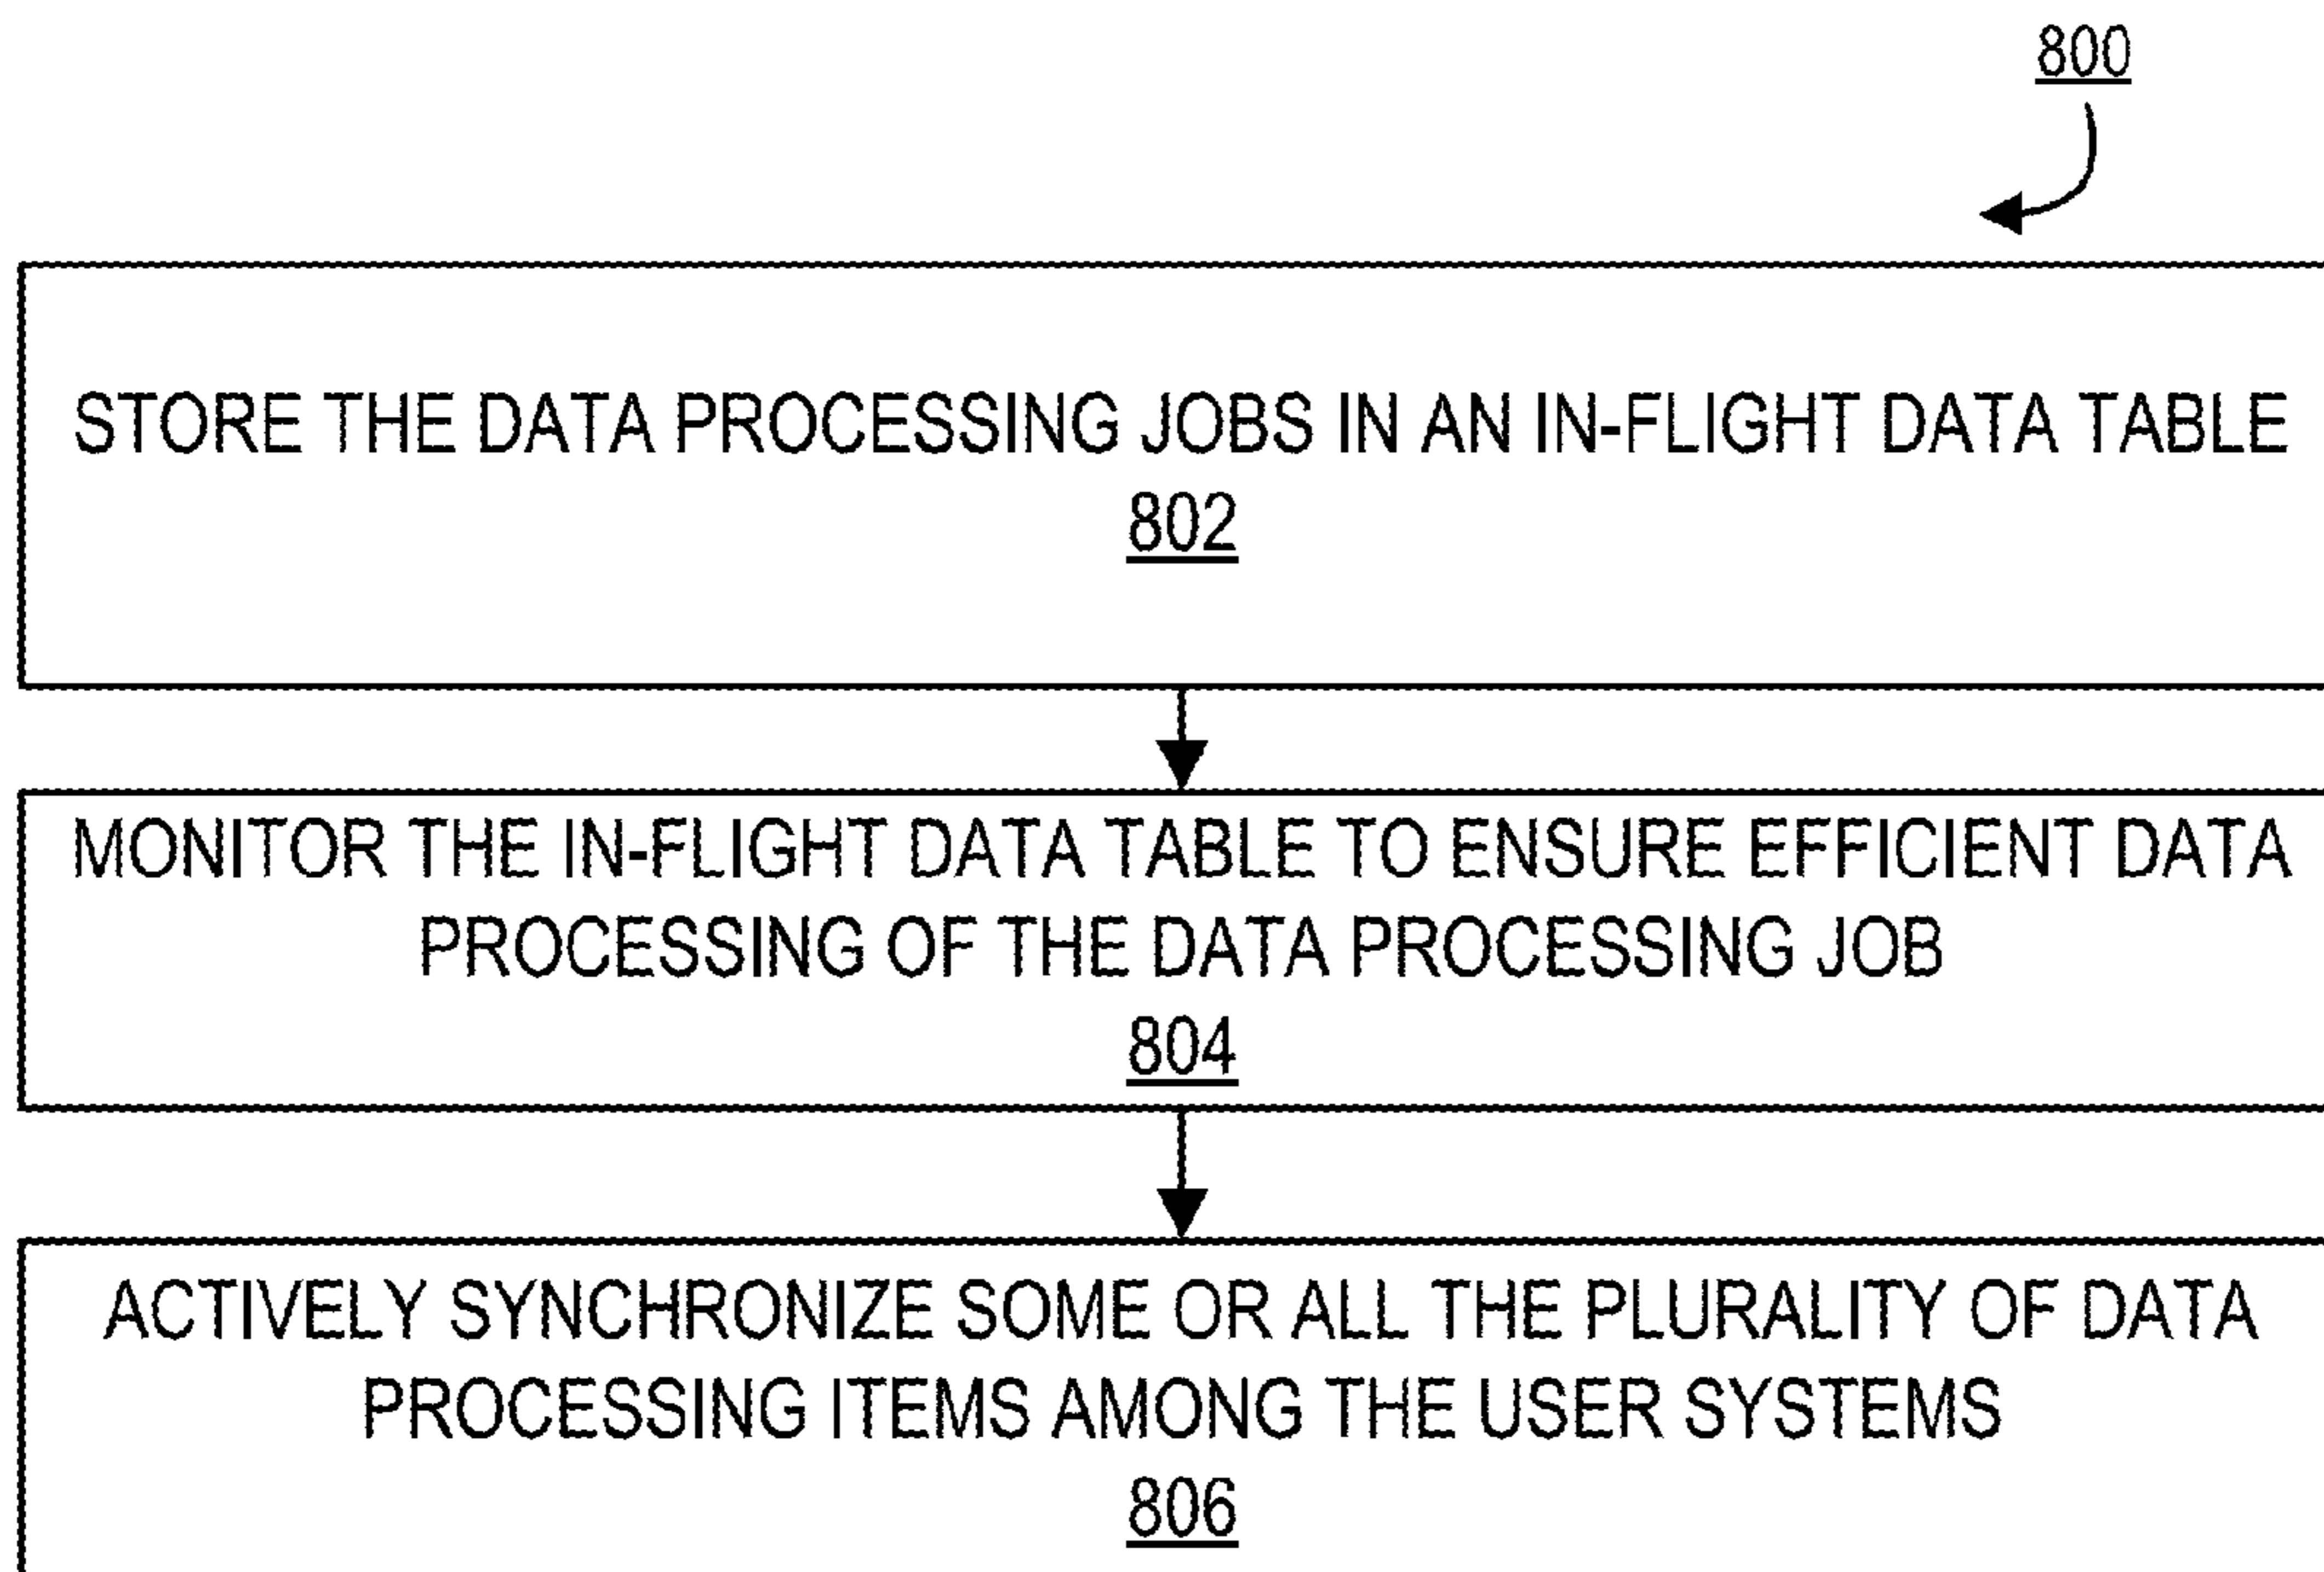 800
STORE THE DATA PROCESSING JOBS IN AN IN-FLIGHT DATA TABLE
802
MONITOR THE IN-FLIGHT DATA TABLE TO ENSURE EFFICIENT DATA
PROCESSING OF THE DATA PROCESSING JOB
804
ACTIVELY SYNCHRONIZE SOME OR ALL THE PLURALITY OF DATA
PROCESSING ITEMS AMONG THE USER SYSTEMS
806